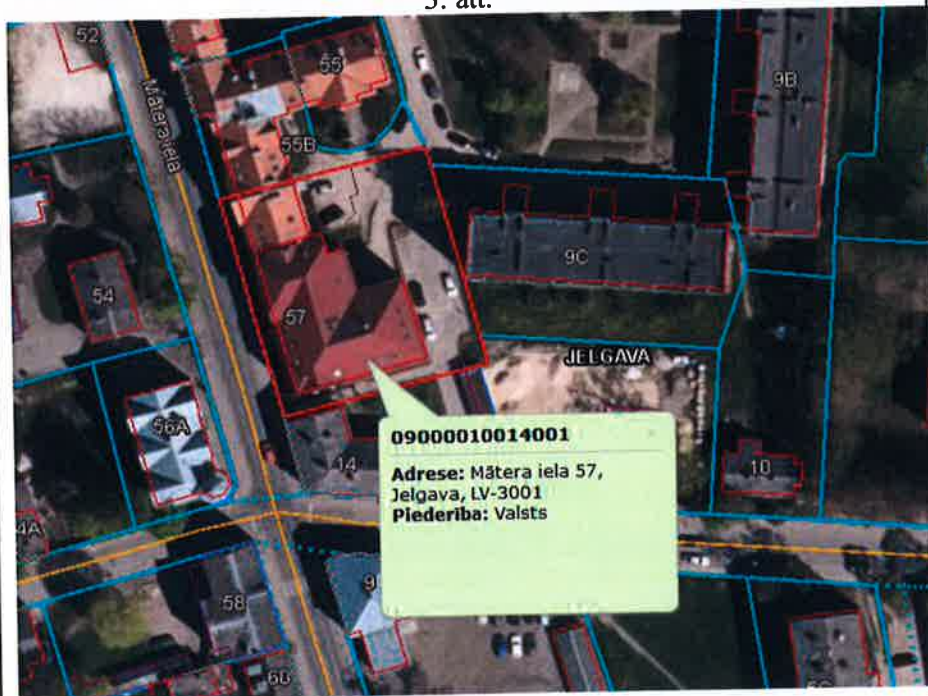 3. att.
52
Mātera iela
55
9B
55B
9C
54
57
JELGAVA
56A
09000010014001
Adrese: Mātera iela 57,
Jelgava, LV-3001
Piederība: Valsts
14
10
4A
58
6B